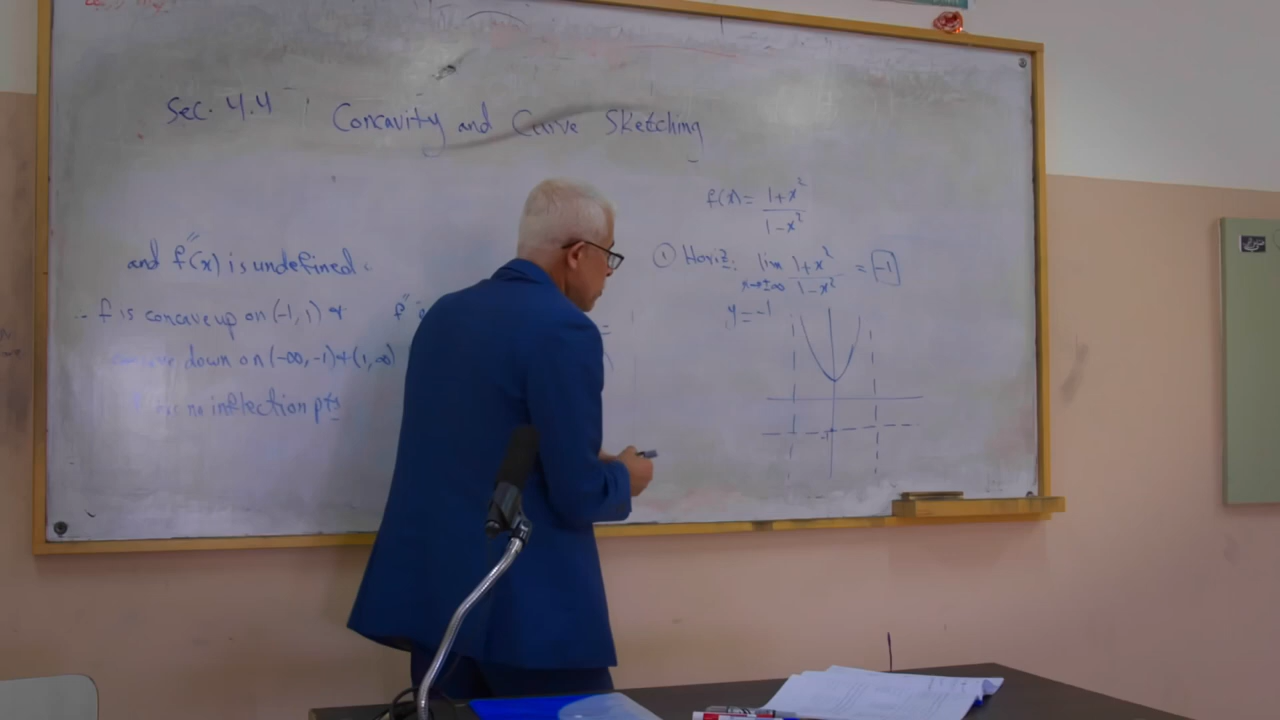 Sec. 4.4 Concavity and Curve Sketching
and f''(x) is undefined.
f is concave up on (-1, 1) &
down on (-∞, -1) + (1, ∞)
no inflection pts
f''
=
f(x) = 1+x² / 1-x²
① Horiz: lim x→±∞ 1+x² / 1-x² = -1
y = -1
-1